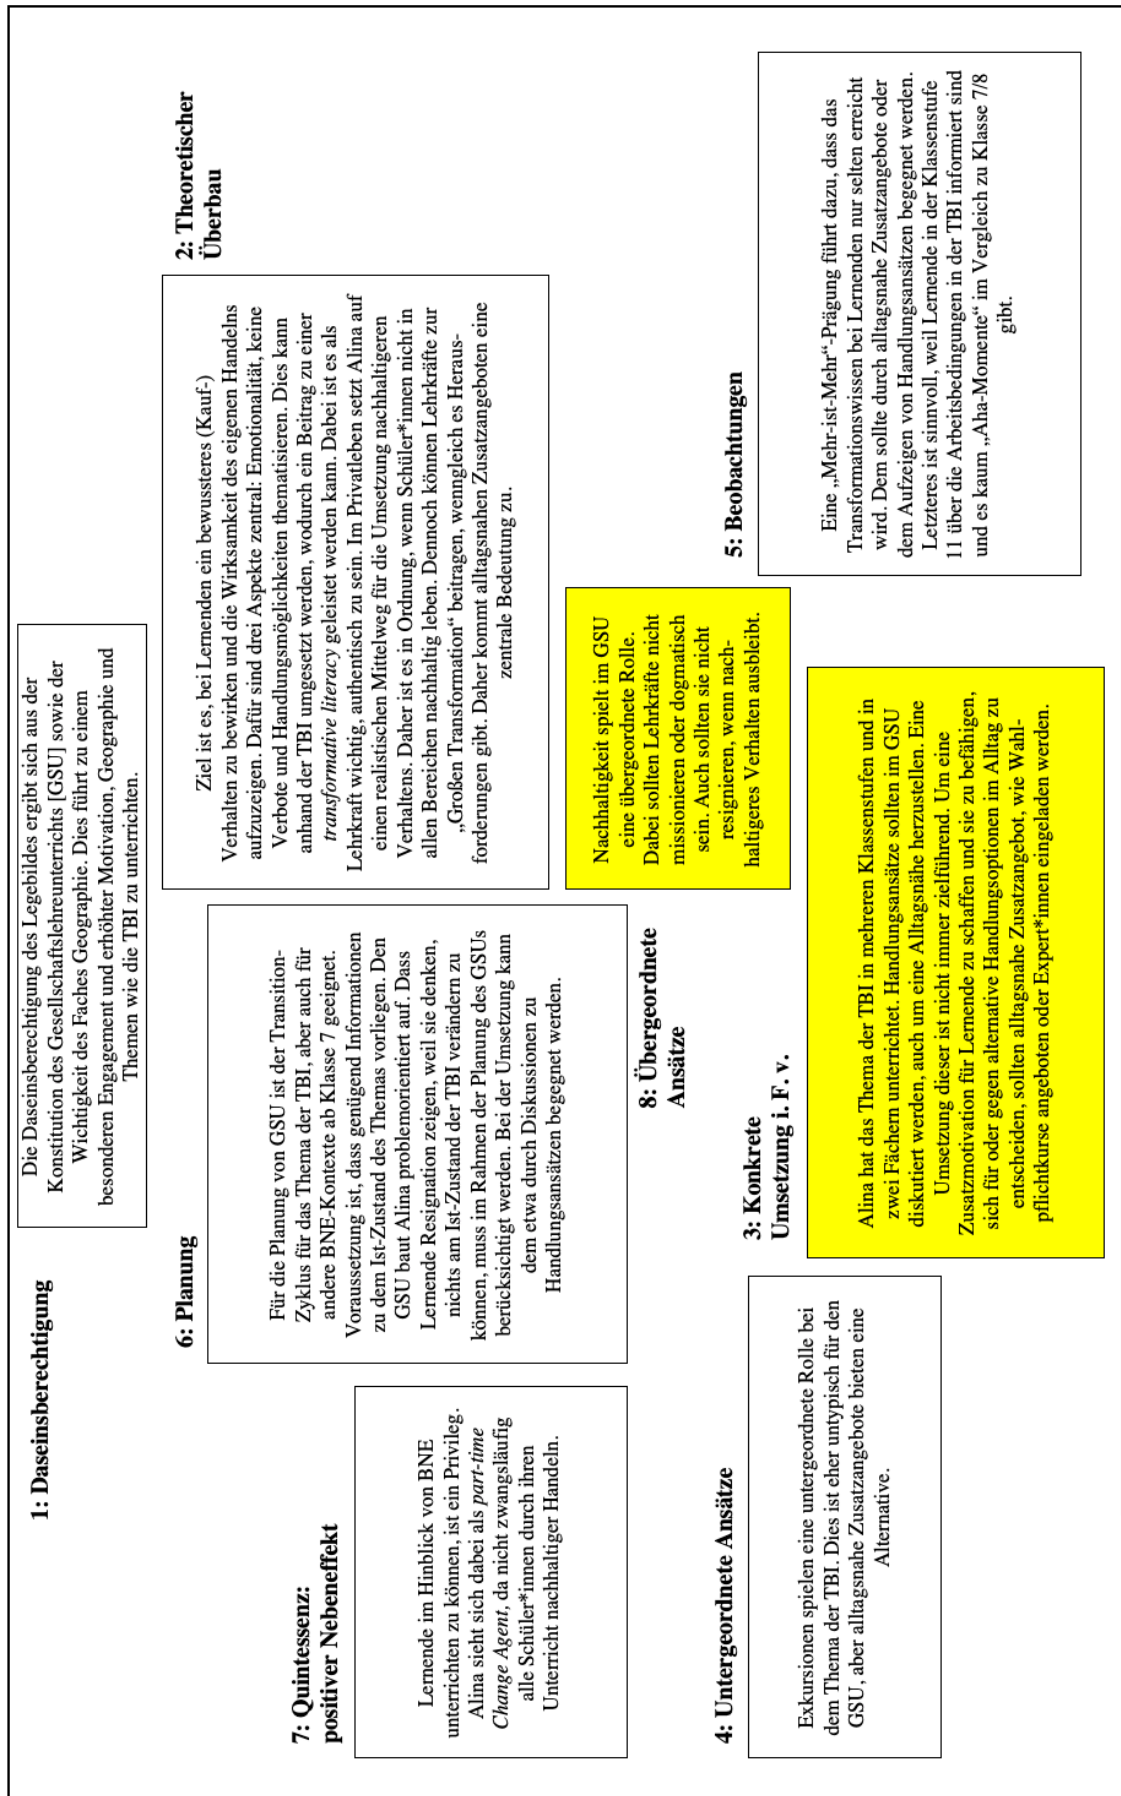 1: Daseinsberechtigung
Die Daseinsberechtigung des Legebildes ergibt sich aus der
Konstitution des Gesellschaftslehreunterrichts [GSU] sowie der
Wichtigkeit des Faches Geographie. Dies führt zu einem
besonderen Engagement und erhöhter Motivation, Geographie und
Themen wie die TBI zu unterrichten.
2: Theoretischer
Überbau
Ziel ist es, bei Lernenden ein bewussteres (Kauf-)
Verhalten zu bewirken und die Wirksamkeit des eigenen Handelns
aufzuzeigen. Dafür sind drei Aspekte zentral: Emotionalität, keine
Verbote und Handlungsmöglichkeiten thematisieren. Dies kann
anhand der TBI umgesetzt werden, wodurch ein Beitrag zu einer
transformative literacy geleistet werden kann. Dabei ist es als
Lehrkraft wichtig, authentisch zu sein. Im Privatleben setzt Alina auf
einen realistischen Mittelweg für die Umsetzung nachhaltigeren
Verhaltens. Daher ist es in Ordnung, wenn Schüler*innen nicht in
allen Bereichen nachhaltig leben. Dennoch können Lehrkräfte zur
„Großen Transformation“ beitragen, wenngleich es Heraus-
forderungen gibt. Daher kommt alltagsnahen Zusatzangeboten eine
zentrale Bedeutung zu.
6: Planung
Für die Planung von GSU ist der Transition-
Zyklus für das Thema der TBI, aber auch für
andere BNE-Kontexte ab Klasse 7 geeignet.
Voraussetzung ist, dass genügend Informationen
zu dem Ist-Zustand des Themas vorliegen. Den
GSU baut Alina problemorientiert auf. Dass
Lernende Resignation zeigen, weil sie denken,
nichts am Ist-Zustand der TBI verändern zu
können, muss im Rahmen der Planung des GSUs
berücksichtigt werden. Bei der Umsetzung kann
dem etwa durch Diskussionen zu
Handlungsansätzen begegnet werden.
7: Quintessenz:
positiver Nebeneffekt
Lernende im Hinblick von BNE
unterrichten zu können, ist ein Privileg.
Alina sieht sich dabei als part-time
Change Agent, da nicht zwangsläufig
alle Schüler*innen durch ihren
Unterricht nachhaltiger Handeln.
8: Übergeordnete
Ansätze
Nachhaltigkeit spielt im GSU
eine übergeordnete Rolle.
Dabei sollten Lehrkräfte nicht
missionieren oder dogmatisch
sein. Auch sollten sie nicht
resignieren, wenn nach-
haltigeres Verhalten ausbleibt.
5: Beobachtungen
Eine „Mehr-ist-Mehr“-Prägung führt dazu, dass das
Transformationswissen bei Lernenden nur selten erreicht
wird. Dem sollte durch alltagsnahe Zusatzangebote oder
dem Aufzeigen von Handlungsansätzen begegnet werden.
Letzteres ist sinnvoll, weil Lernende in der Klassenstufe
11 über die Arbeitsbedingungen in der TBI informiert sind
und es kaum „Aha-Momente“ im Vergleich zu Klasse 7/8
gibt.
4: Untergeordnete Ansätze
Exkursionen spielen eine untergeordnete Rolle bei
dem Thema der TBI. Dies ist eher untypisch für den
GSU, aber alltagsnahe Zusatzangebote bieten eine
Alternative.
3: Konkrete
Umsetzung i. F. v.
Alina hat das Thema der TBI in mehreren Klassenstufen und in
zwei Fächern unterrichtet. Handlungsansätze sollten im GSU
diskutiert werden, auch um eine Alltagsnähe herzustellen. Eine
Umsetzung dieser ist nicht immer zielführend. Um eine
Zusatzmotivation für Lernende zu schaffen und sie zu befähigen,
sich für oder gegen alternative Handlungsoptionen im Alltag zu
entscheiden, sollten alltagsnahe Zusatzangebot, wie Wahl-
pflichtkurse angeboten oder Expert*innen eingeladen werden.